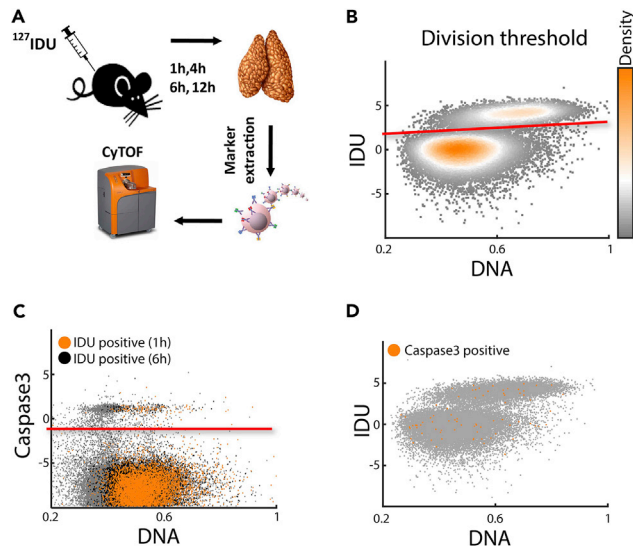 A
127IDU
1h,4h
6h, 12h
Marker
extraction
CyTOF
B
Division threshold
Density
IDU
10
5
0
-5
0.2
0.6
1
DNA
C
IDU positive (1h)
IDU positive (6h)
Caspase3
5
0
-5
0.2
0.6
1
DNA
D
Caspase3 positive
IDU
10
5
0
-5
0.2
0.6
1
DNA